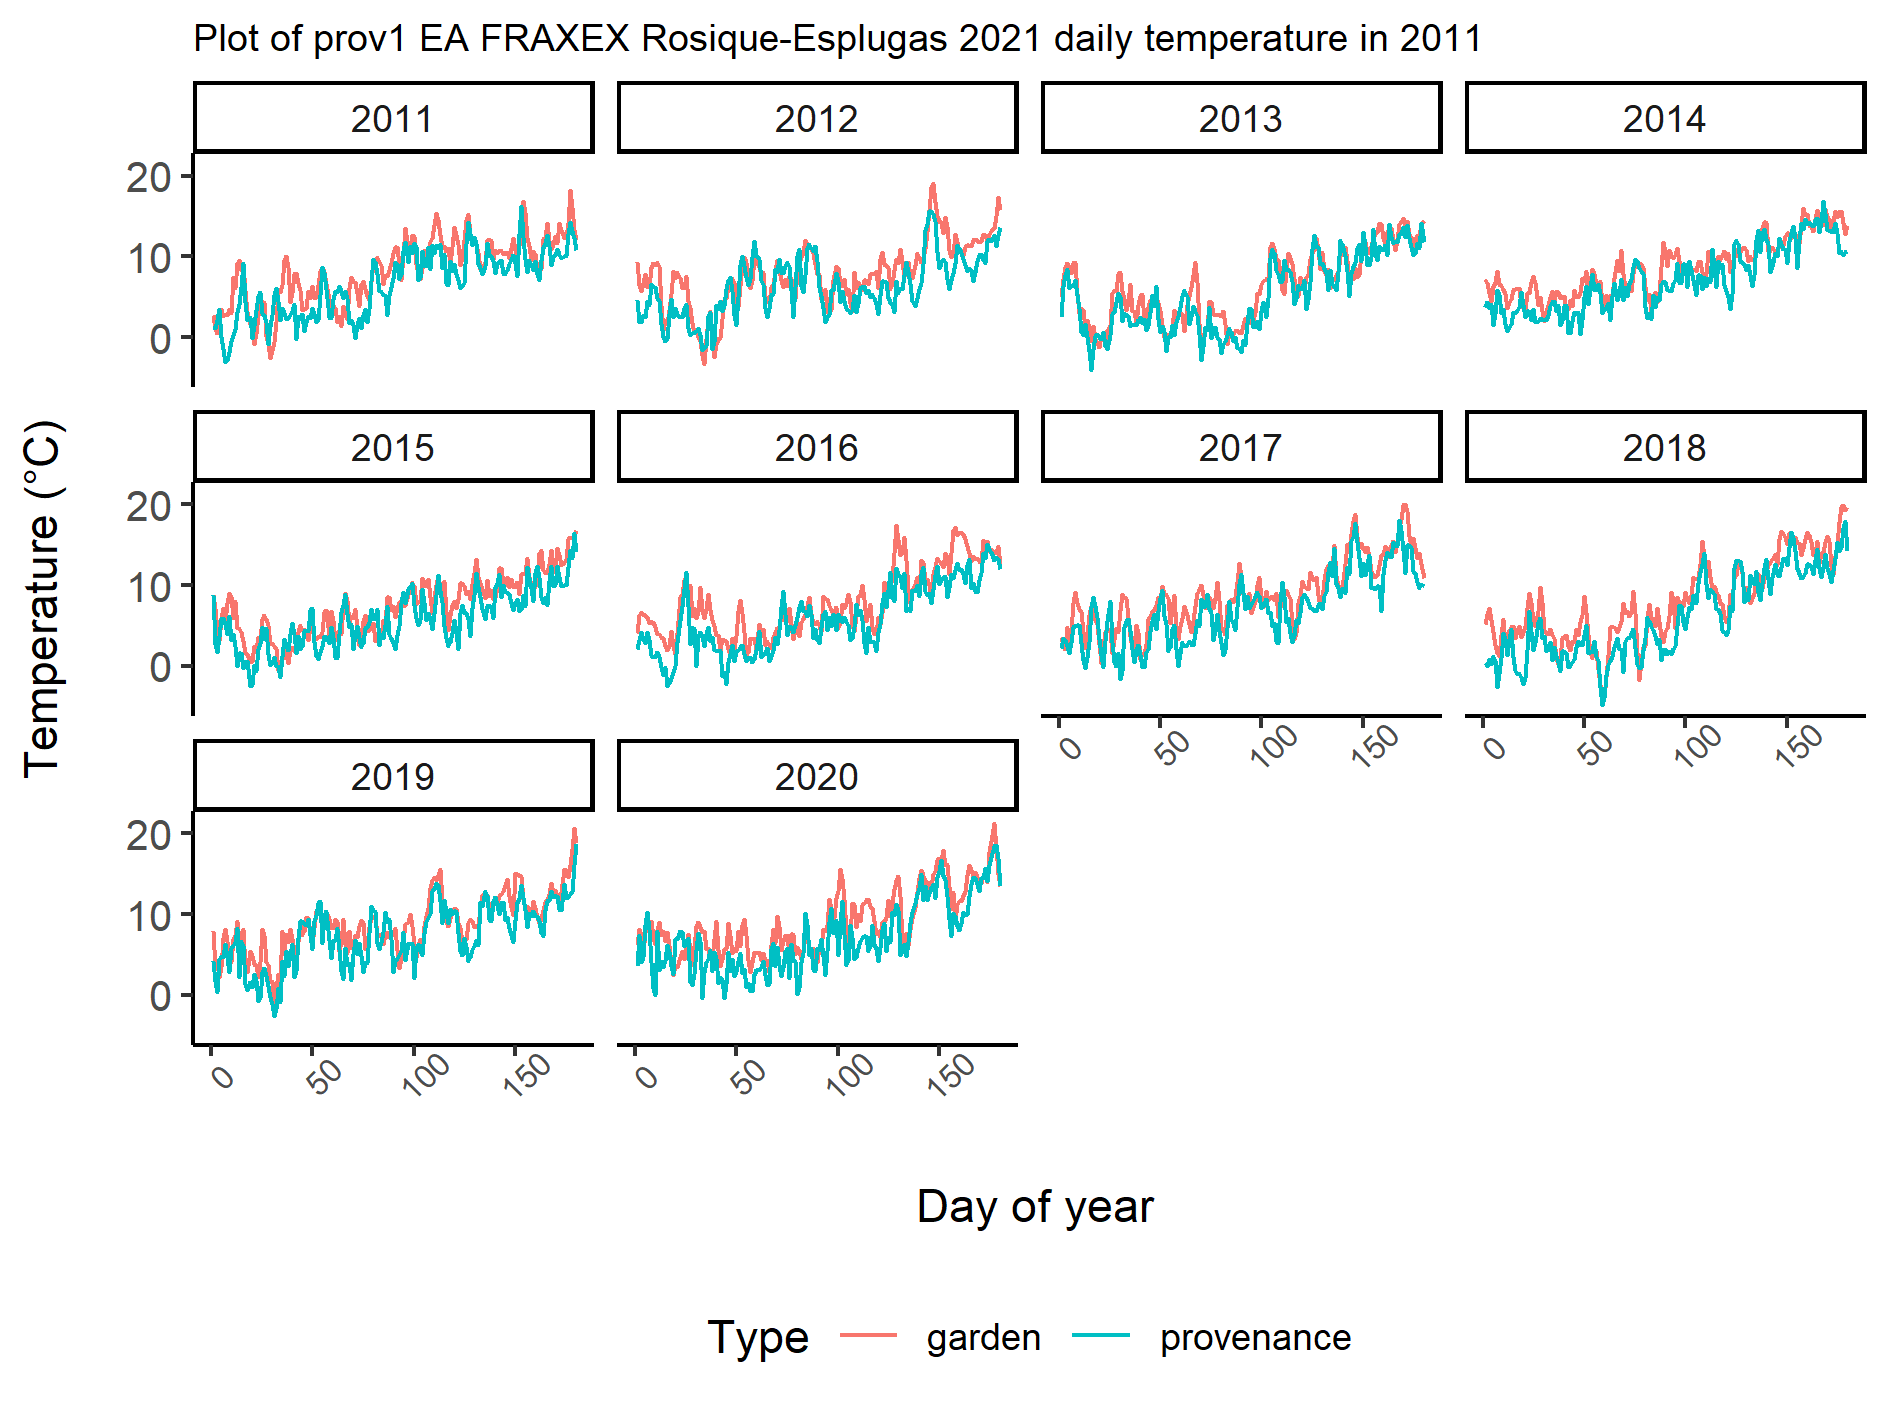 Plot of prov1 EA FRAXEX Rosique-Esplugas 2021 daily temperature in 2011
2011 2012 2013 2014
20
10
0
2015 2016 2017 2018
20
10
0
0 50 100 150 0 50 100 150
2019 2020
20
10
0
0 50 100 150 0 50 100 150
Temperature (°C)
Day of year
Type garden provenance